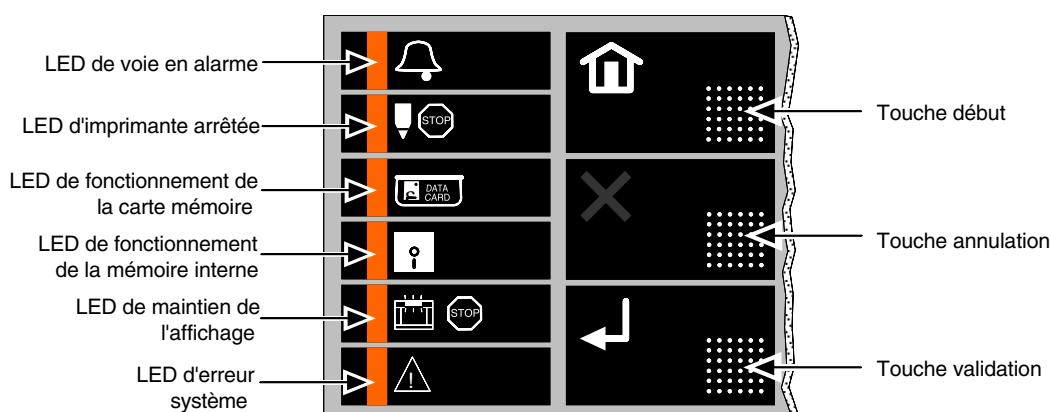 LED de voie en alarme
LED d'imprimante arrêtée
STOP
LED de fonctionnement de
la carte mémoire
DATA
CARD
LED de fonctionnement
de la mémoire interne
LED de maintien de
l'affichage
STOP
LED d'erreur
système
Touche début
Touche annulation
Touche validation